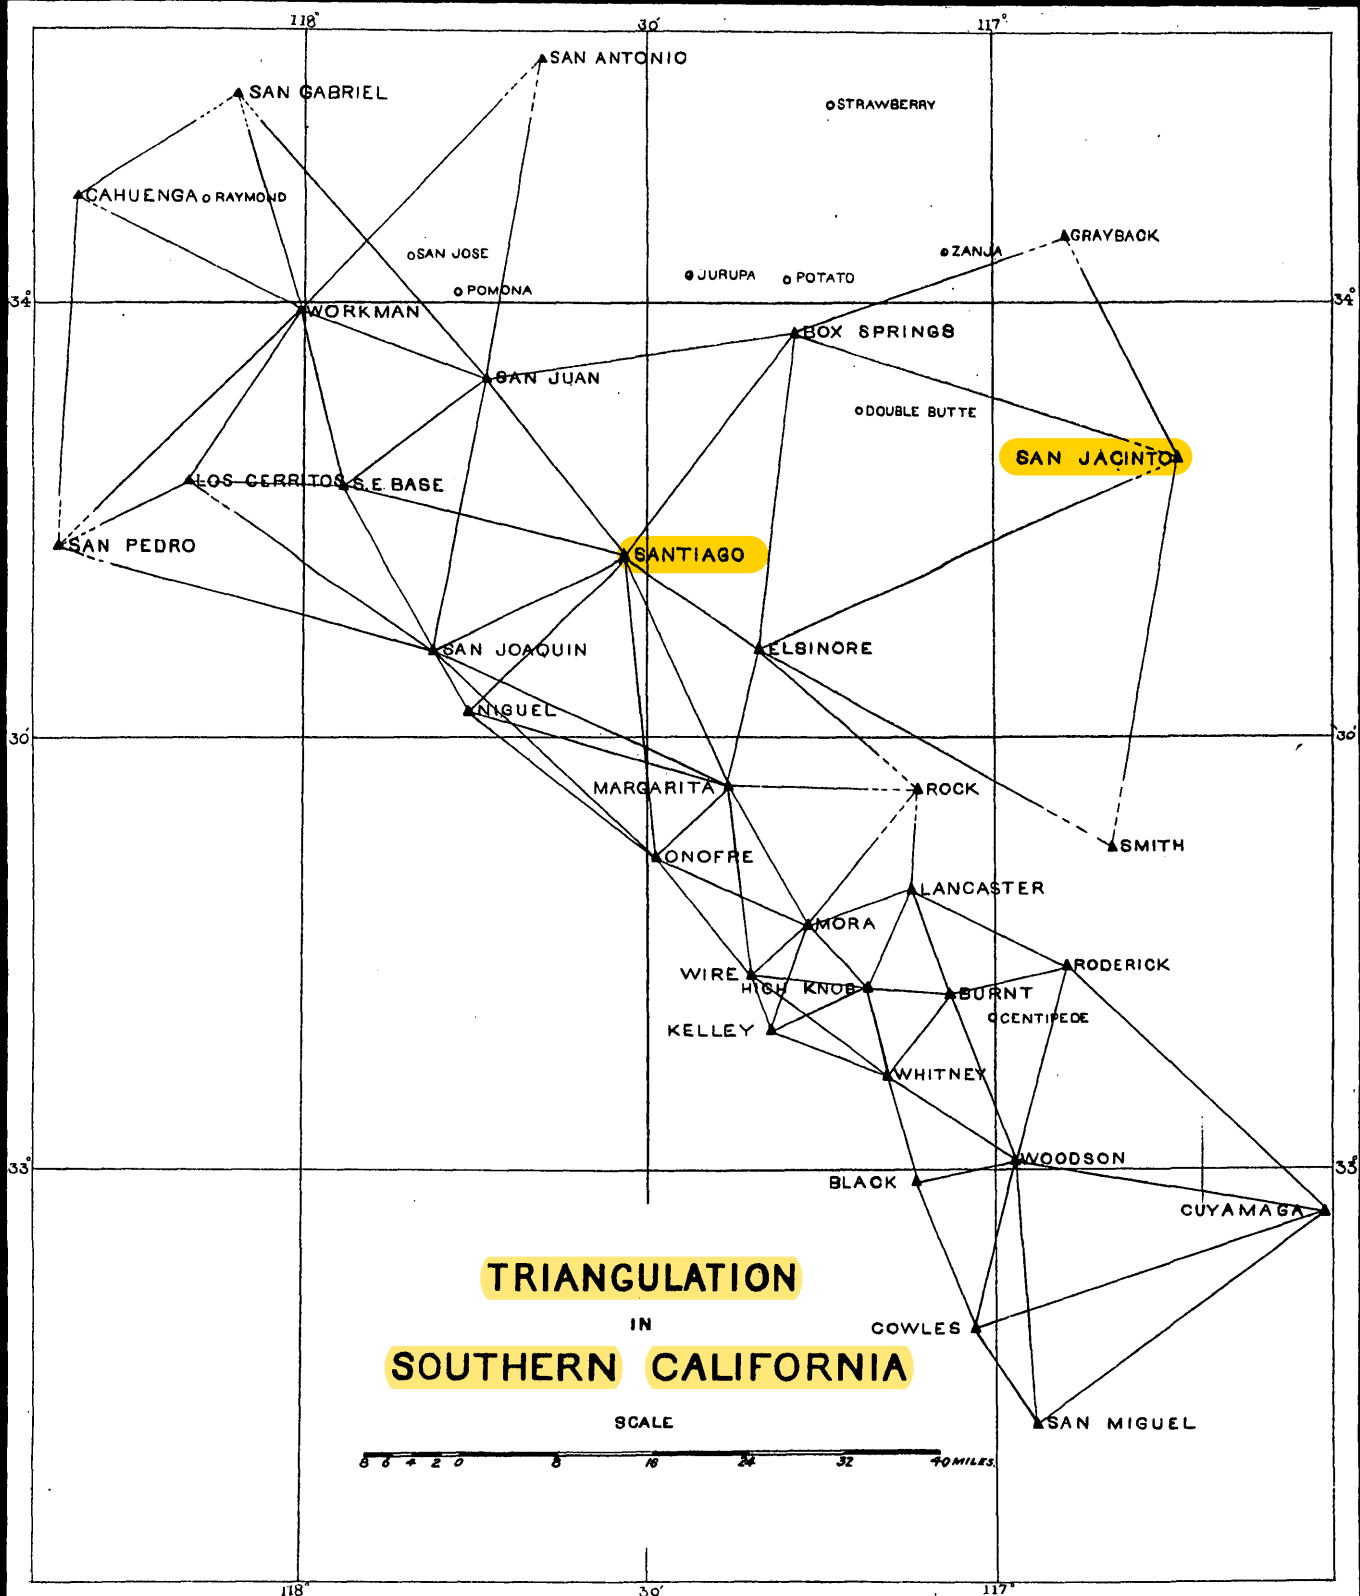 118° 30' 117°
SAN ANTONIO
SAN GABRIEL
STRAWBERRY
CAHUENGA RAYMOND
GRAYBACK
SAN JOSE
ZANJA
JURUPA
POTATO
POMONA
34° 34°
WORKMAN
BOX SPRINGS
SAN JUAN
DOUBLE BUTTE
SAN JACINTO
LOS CERRITOS S.E. BASE
SAN PEDRO
SANTIAGO
SAN JOAQUIN
ELSINORE
NIGUEL
30' 30'
MARGARITA
ROCK
SMITH
ONOFRE
LANCASTER
MORA
RODERICK
WIRE
HIGH KNOB
BURNT
CENTIPEDE
KELLEY
WHITNEY
WOODSON
33° 33°
BLACK
CUYAMACA
TRIANGULATION
IN
SOUTHERN CALIFORNIA
COWLES
SCALE
SAN MIGUEL
8 6 4 2 0 8 16 24 32 40 MILES.
118° 30' 117°